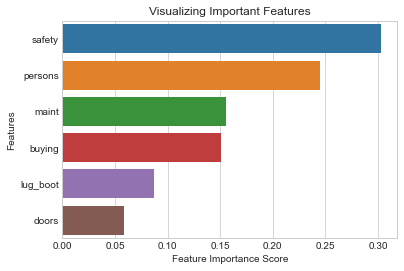 Visualizing Important Features
safety
persons
maint
buying
lug_boot
doors
Features
0.00 0.05 0.10 0.15 0.20 0.25 0.30
Feature Importance Score